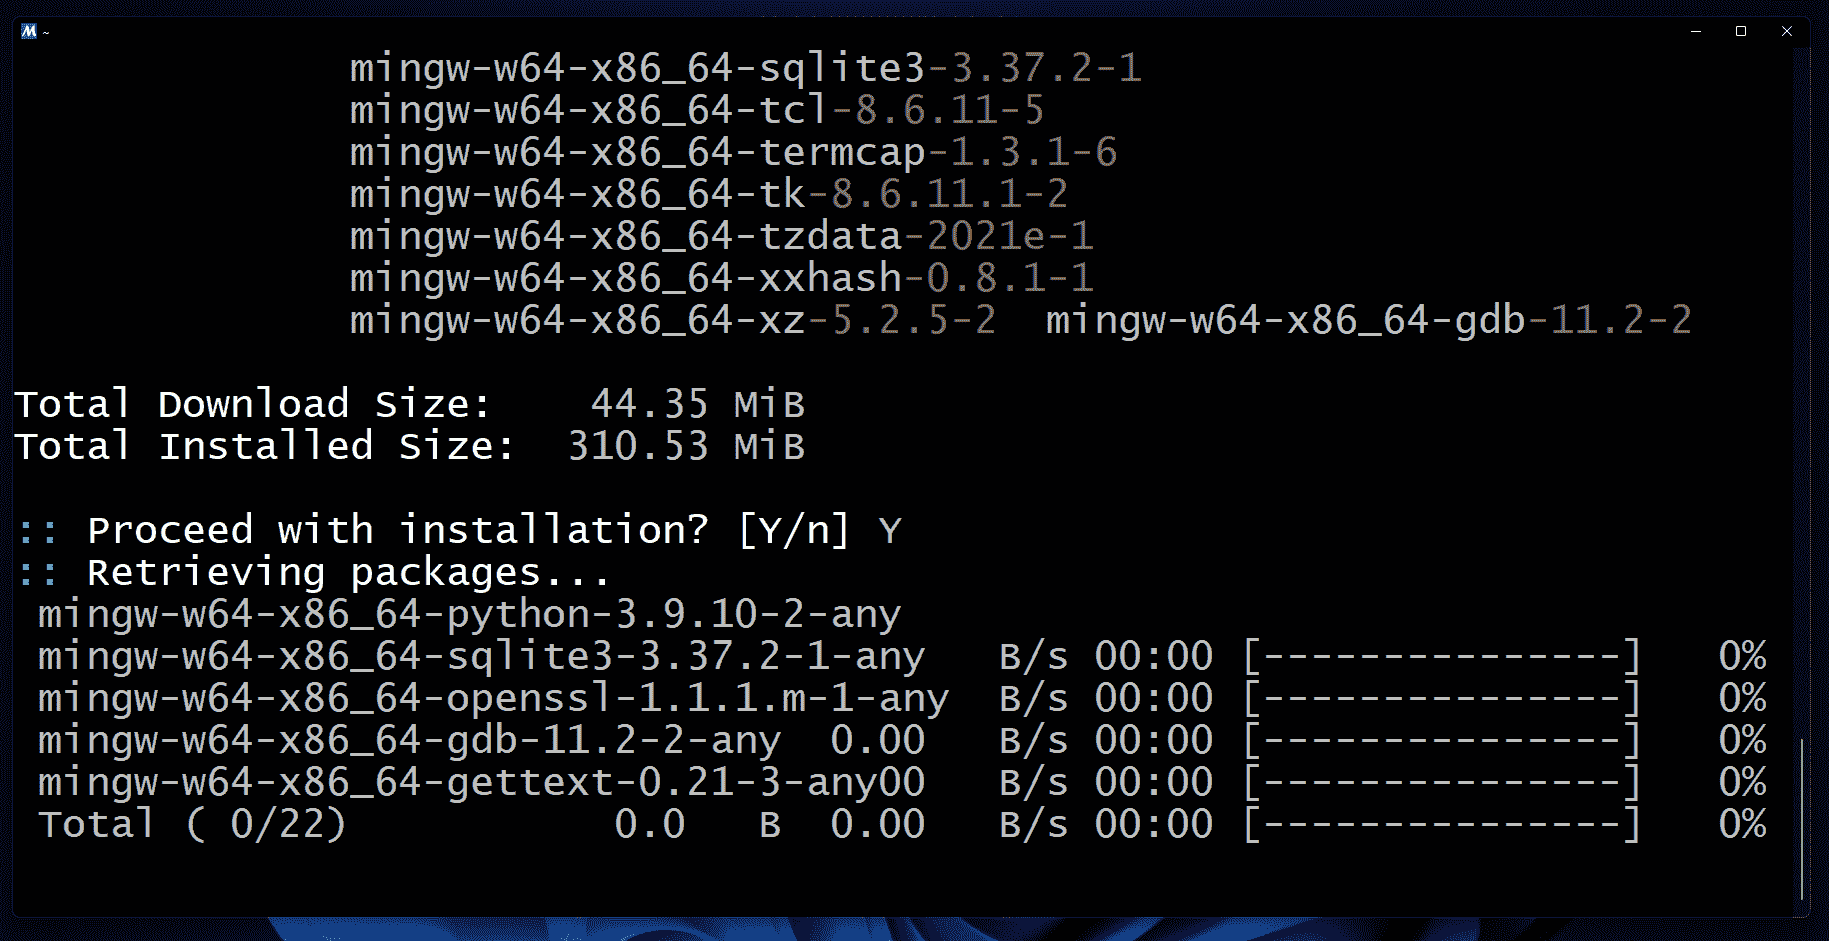 ~
mingw-w64-x86_64-sqlite3-3.37.2-1
mingw-w64-x86_64-tcl-8.6.11-5
mingw-w64-x86_64-termcap-1.3.1-6
mingw-w64-x86_64-tk-8.6.11.1-2
mingw-w64-x86_64-tzdata-2021e-1
mingw-w64-x86_64-xxhash-0.8.1-1
mingw-w64-x86_64-xz-5.2.5-2  mingw-w64-x86_64-gdb-11.2-2
Total Download Size:    44.35 MiB
Total Installed Size:  310.53 MiB
:: Proceed with installation? [Y/n] Y
:: Retrieving packages...
mingw-w64-x86_64-python-3.9.10-2-any
mingw-w64-x86_64-sqlite3-3.37.2-1-any   B/s 00:00 [---------------]   0%
mingw-w64-x86_64-openssl-1.1.1.m-1-any  B/s 00:00 [---------------]   0%
mingw-w64-x86_64-gdb-11.2-2-any  0.00   B/s 00:00 [---------------]   0%
mingw-w64-x86_64-gettext-0.21-3-any00   B/s 00:00 [---------------]   0%
Total ( 0/22)           0.0   B  0.00   B/s 00:00 [---------------]   0%